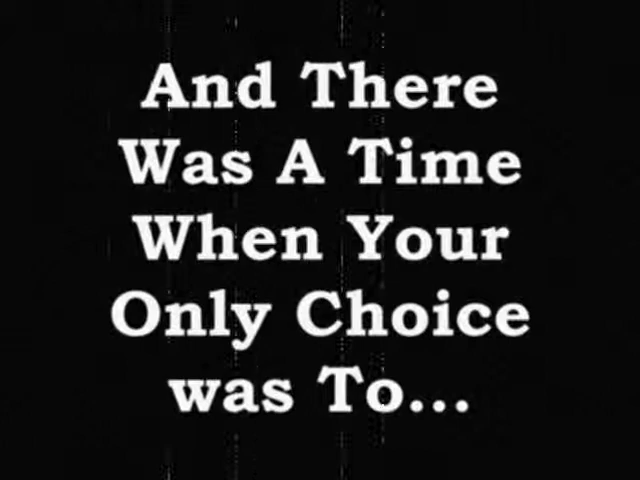 And There
Was A Time
When Your
Only Choice
was To...